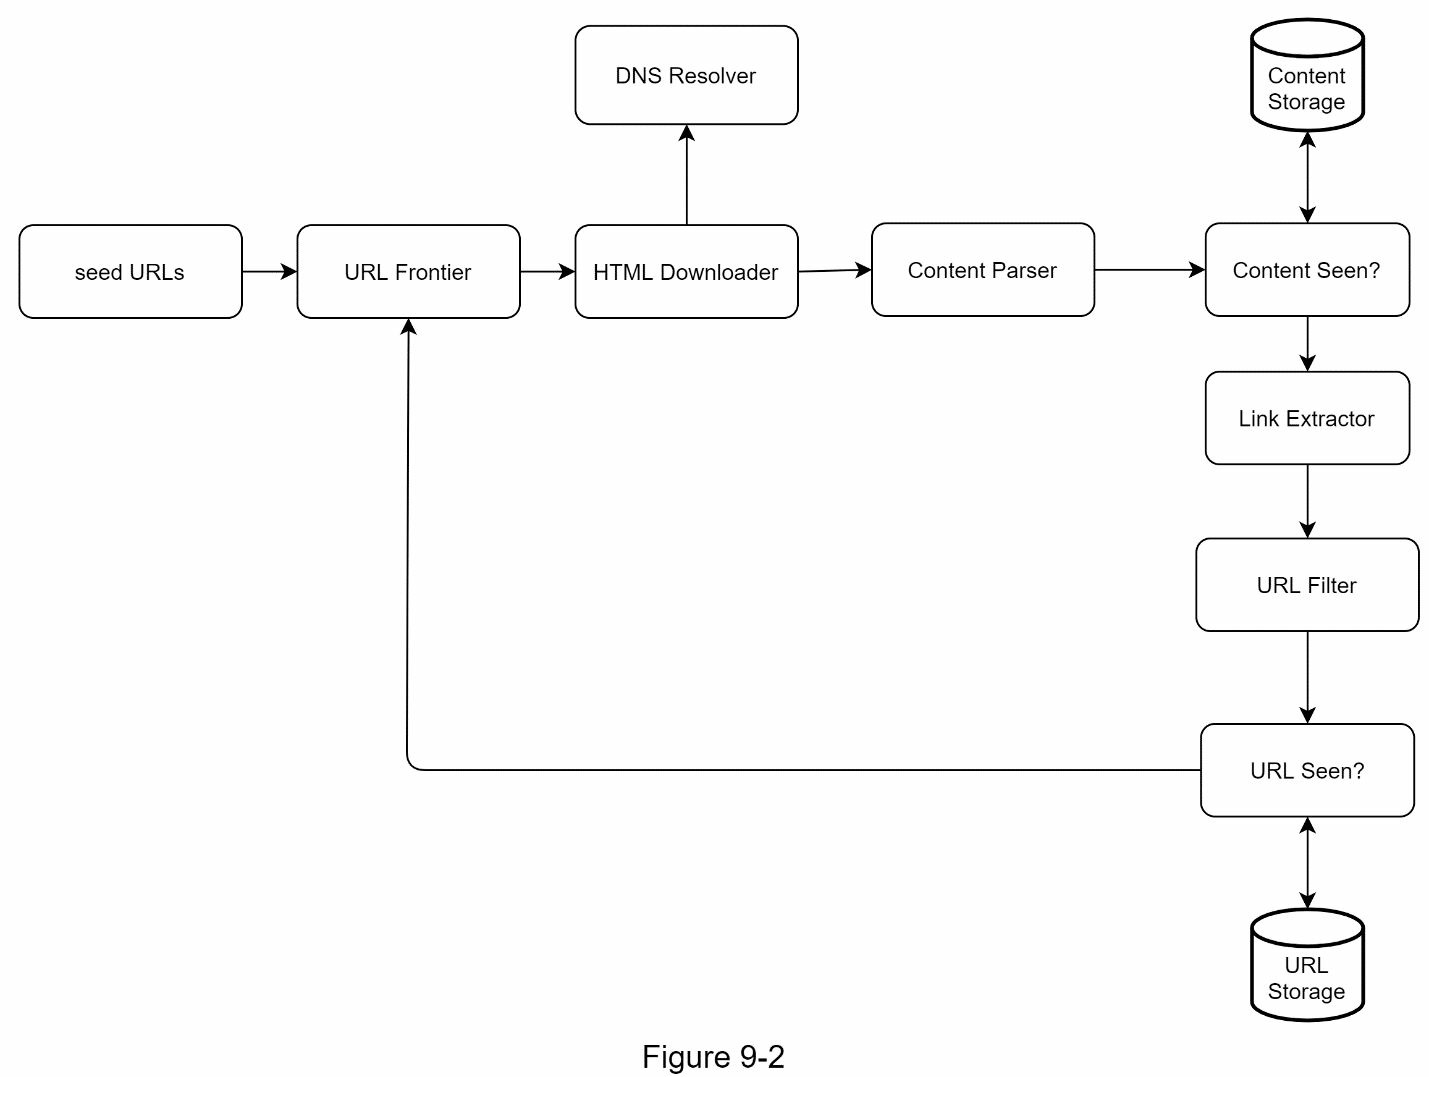 DNS Resolver
Content
Storage
seed URLs
URL Frontier
HTML Downloader
Content Parser
Content Seen?
Link Extractor
URL Filter
URL Seen?
URL
Storage
Figure 9-2